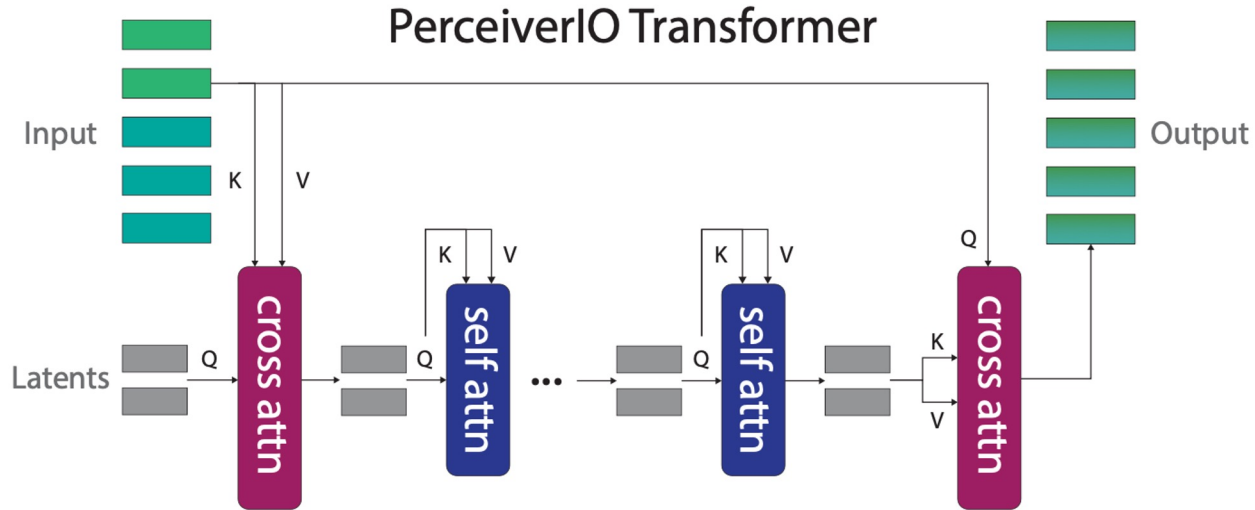 PerceiverIO Transformer
Input
Output
K
V
K
V
K
V
Q
Latents
Q
cross attn
Q
self attn
...
Q
self attn
K
V
cross attn